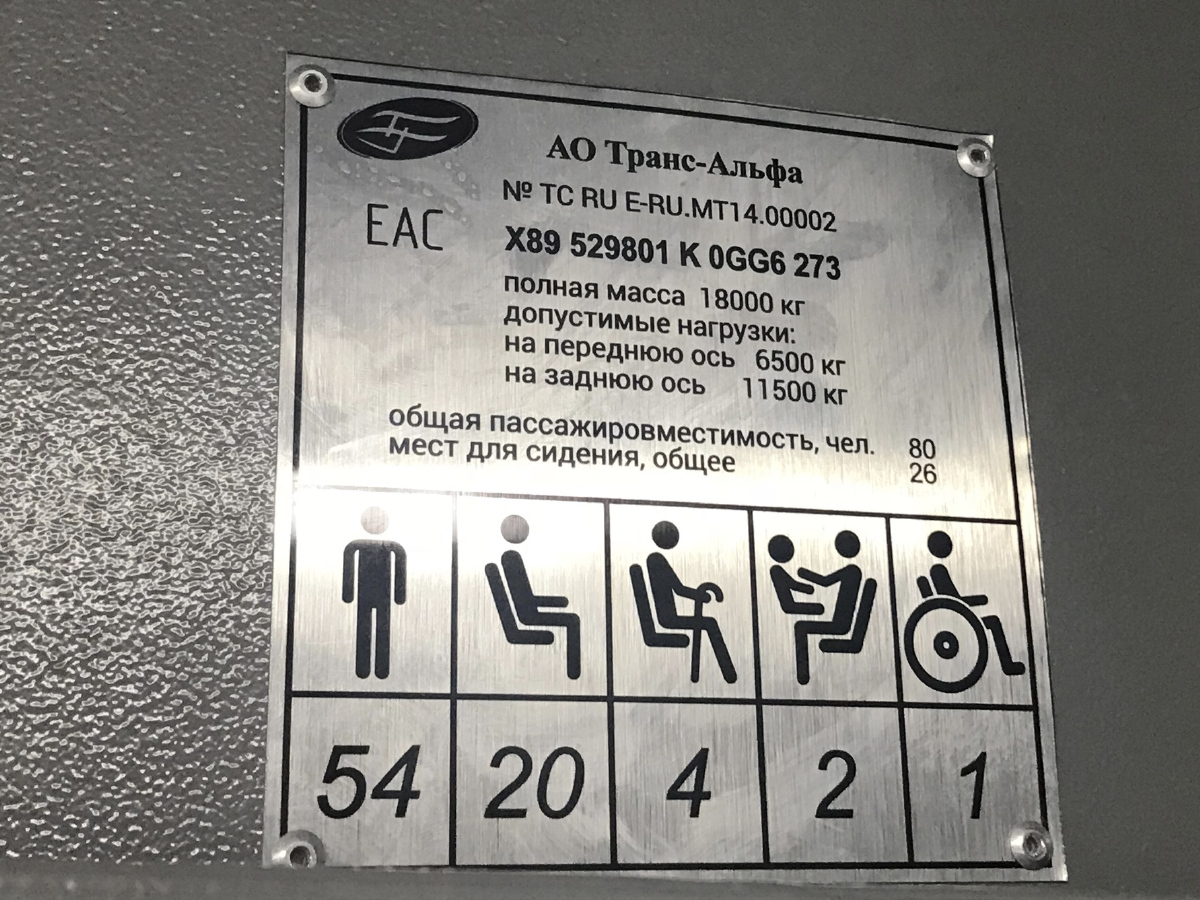 АО Транс-Альфа
№ ТС RU E-RU.MT14.00002
EAC
X89 529801 K 0GG6 273
полная масса 18000 кг
допустимые нагрузки:
на переднюю ось 6500 кг
на заднюю ось 11500 кг
общая пассажировместимость, чел. 80
мест для сидения, общее 26
54 20 4 2 1